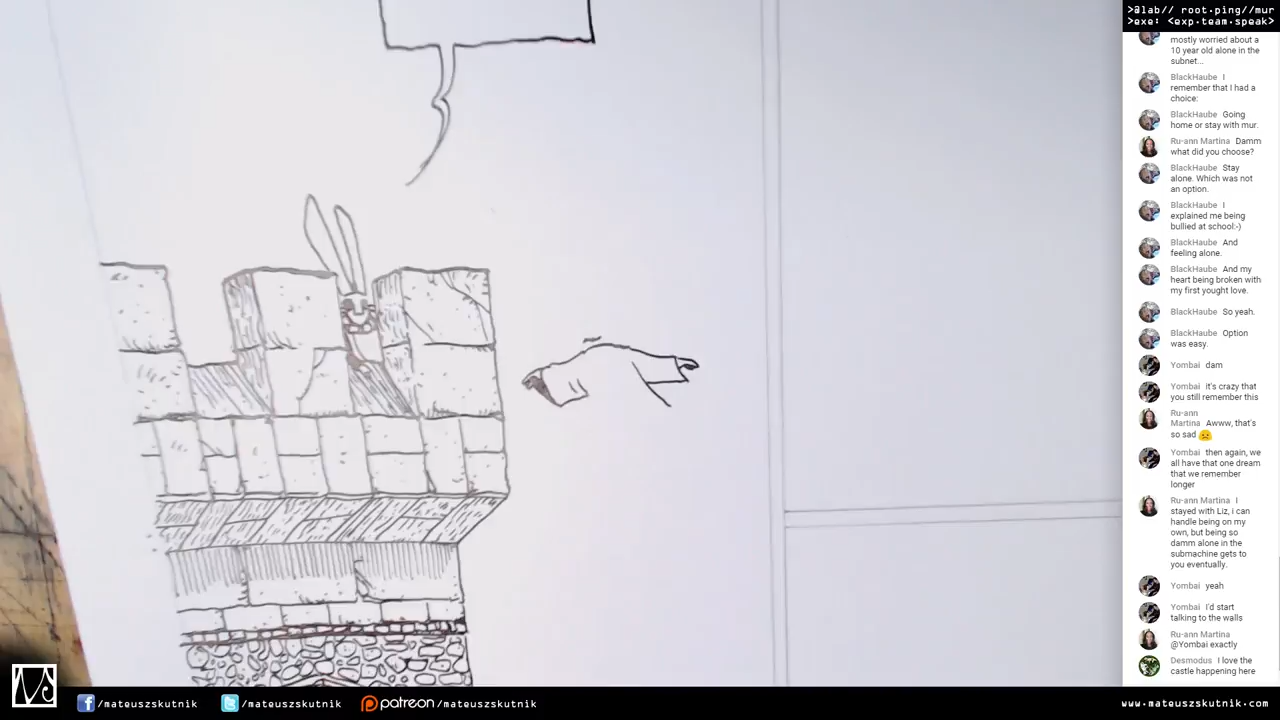 >@lab// root.ping//mur
>exe: <exp.team.speak>
mostly worried about a
10 year old alone in the
subnet...
BlackHaube I
remember that I had a
choice:
BlackHaube Going
home or stay with mur.
Ru-ann Martina Damm
what did you choose?
BlackHaube Stay
alone. Which was not
an option.
BlackHaube I
explained me being
bullied at school:-)
BlackHaube And
feeling alone.
BlackHaube And my
heart being broken with
my first yought love.
BlackHaube So yeah.
BlackHaube Option
was easy.
Yombai dam
Yombai it's crazy that
you still remember this
Ru-ann
Martina Awww, that's
so sad
Yombai then again, we
all have that one dream
that we remember
longer
Ru-ann Martina I
stayed with Liz, i can
handle being on my
own, but being so
damm alone in the
submachine gets to
you eventually.
Yombai yeah
Yombai I'd start
talking to the walls
Ru-ann Martina
@Yombai exactly
Desmodus I love the
castle happening here
/mateuszskutnik
/mateuszskutnik
patreon /mateuszskutnik
www.mateuszskutnik.com